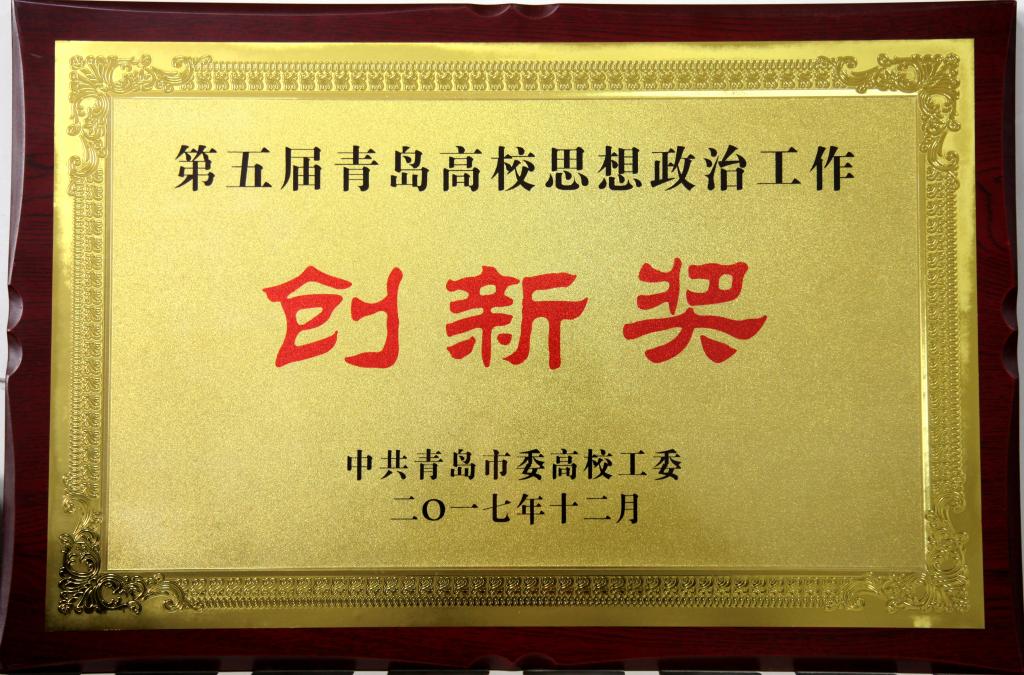 第五届青岛高校思想政治工作
创新奖
中共青岛市委高校工委
二〇一七年十二月